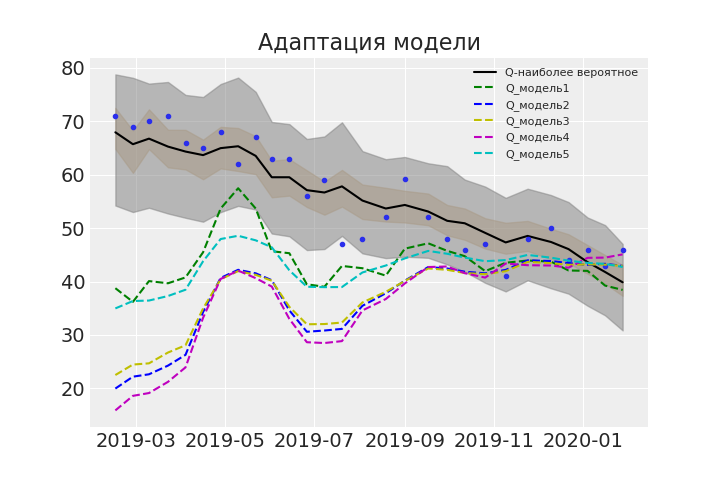 Адаптация модели
80
70
60
50
40
30
20
Q-наиболее вероятное
Q_модель1
Q_модель2
Q_модель3
Q_модель4
Q_модель5
2019-03 2019-05 2019-07 2019-09 2019-11 2020-01